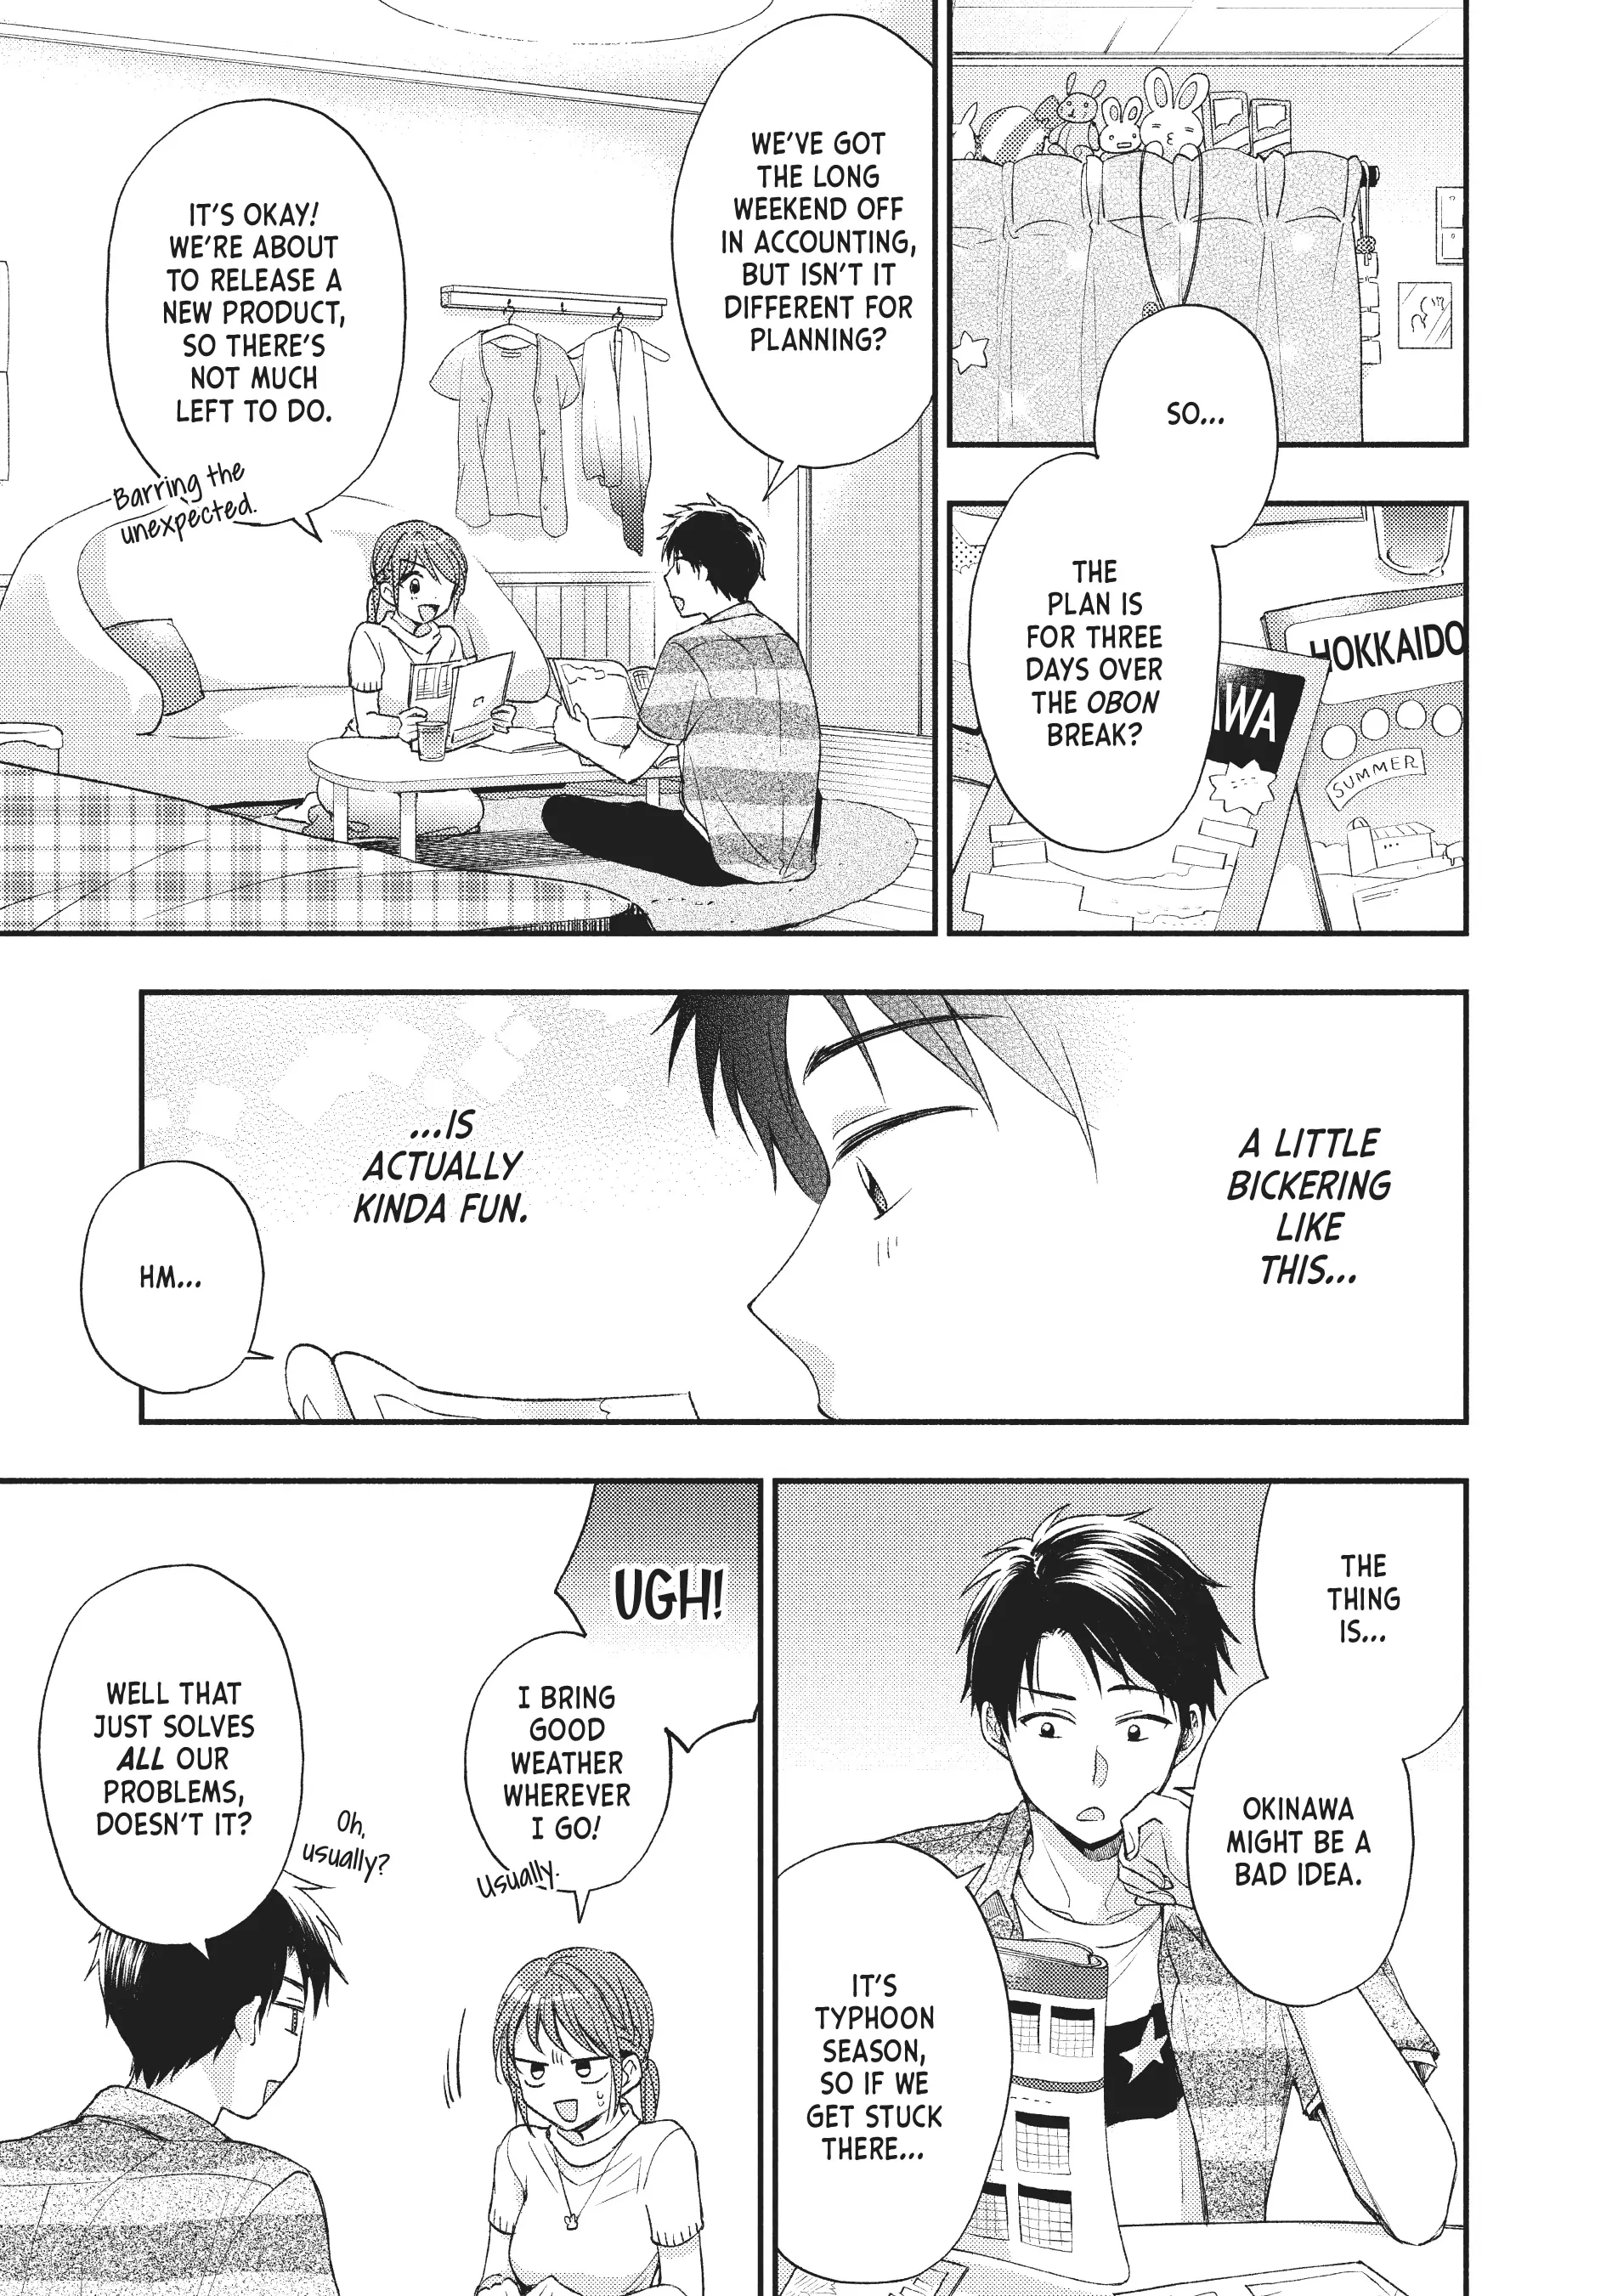 SO...
THE
PLAN IS
FOR THREE
DAYS OVER
THE OBON
BREAK?
HOKKAIDO
WA
SUMMER
WE'VE GOT
THE LONG
WEEKEND OFF
IN ACCOUNTING,
BUT ISN'T IT
DIFFERENT FOR
PLANNING?
IT'S OKAY!
WE'RE ABOUT
TO RELEASE A
NEW PRODUCT,
SO THERE'S
NOT MUCH
LEFT TO DO.
Barring the
unexpected.
A LITTLE
BICKERING
LIKE
THIS...
...IS
ACTUALLY
KINDA FUN.
HM...
THE
THING
IS...
OKINAWA
MIGHT BE A
BAD IDEA.
IT'S
TYPHOON
SEASON,
SO IF WE
GET STUCK
THERE...
UGH!
I BRING
GOOD
WEATHER
WHEREVER
I GO!
Usually.
WELL THAT
JUST SOLVES
ALL OUR
PROBLEMS,
DOESN'T IT?
Oh,
usually?